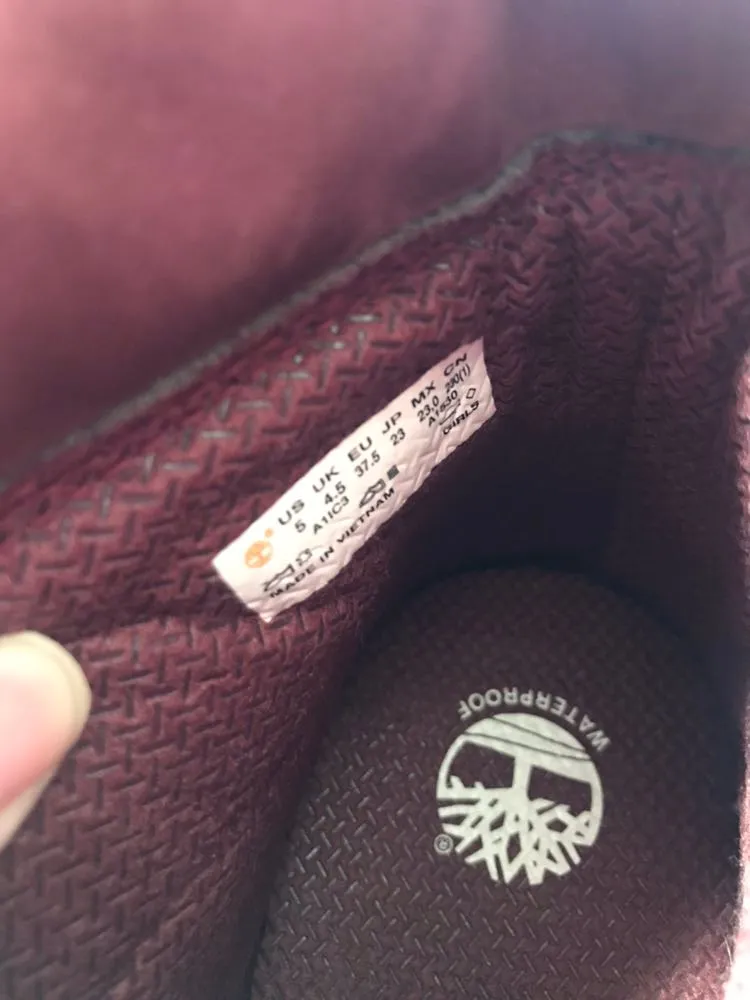 US UK EU JP MX CN
5 4.5 37.5 23 23.0 230(1)
A1IC3 A1630
GIRLS
MADE IN VIETNAM
WATERPROOF
®